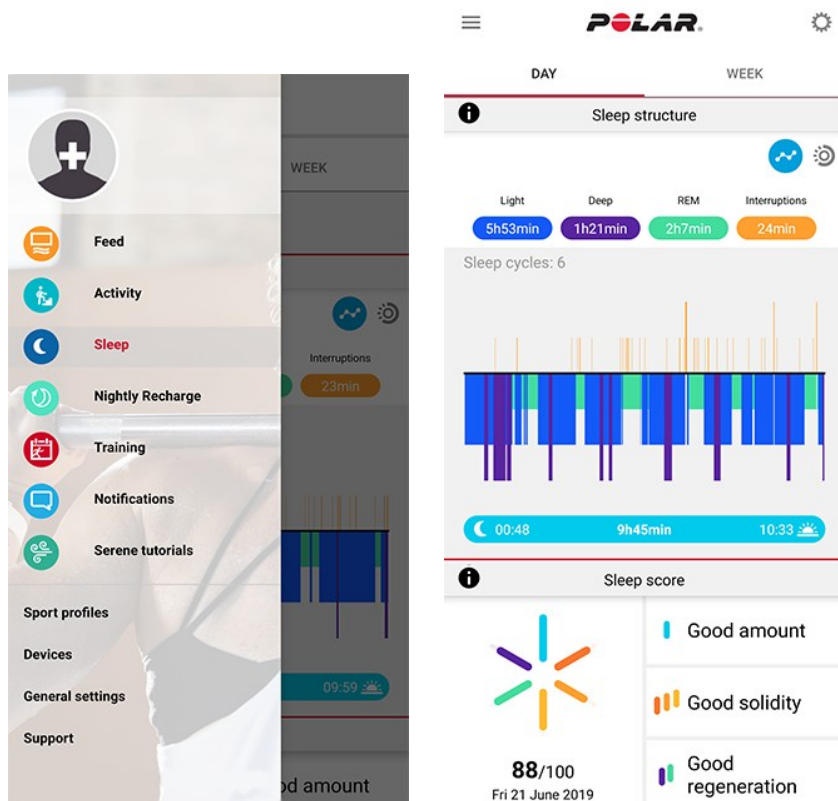 WEEK
Feed
Activity
Sleep
Nightly Recharge
Training
Notifications
Serene tutorials
Sport profiles
Devices
General settings
Support
Interruptions
23min
09:59
od amount
POLAR.
DAY
WEEK
i
Sleep structure
Light
Deep
REM
Interruptions
5h53min
1h21min
2h7min
24min
Sleep cycles: 6
00:48
9h45min
10:33
i
Sleep score
Good amount
Good solidity
Good
regeneration
88/100
Fri 21 June 2019